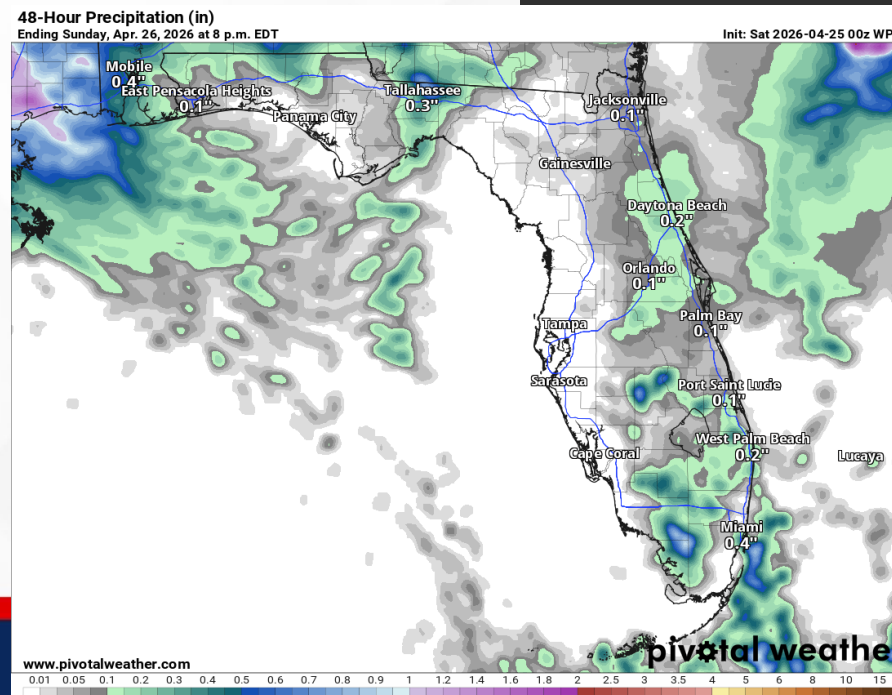 48-Hour Precipitation (in)
Ending Sunday, Apr. 26, 2026 at 8 p.m. EDT
Init: Sat 2026-04-25 00z WP
Mobile
0.4"
East Pensacola Heights
0.1"
Panama City
Tallahassee
0.3"
Jacksonville
0.1"
Gainesville
Daytona Beach
0.2"
Orlando
0.1"
Palm Bay
0.1"
Tampa
Sarasota
Port Saint Lucie
0.1"
Cape Coral
West Palm Beach
0.2"
Lucaya
Miami
0.4"
www.pivotalweather.com
pivotal weathe
0.01 0.05 0.1 0.2 0.3 0.4 0.5 0.6 0.7 0.8 0.9 1 1.2 1.4 1.6 1.8 2 2.5 3 3.5 4 5 6 8 10 15